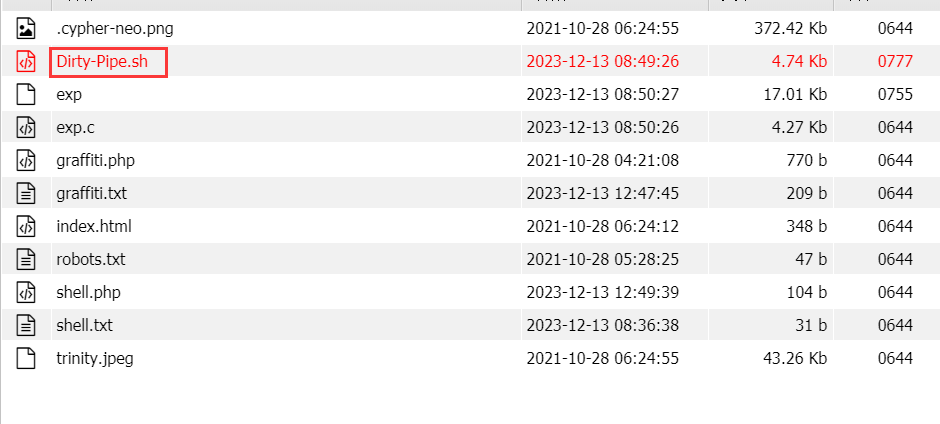 .cypher-neo.png 2021-10-28 06:24:55 372.42 Kb 0644
Dirty-Pipe.sh 2023-12-13 08:49:26 4.74 Kb 0777
exp 2023-12-13 08:50:27 17.01 Kb 0755
exp.c 2023-12-13 08:50:26 4.27 Kb 0644
graffiti.php 2021-10-28 04:21:08 770 b 0644
graffiti.txt 2023-12-13 12:47:45 209 b 0644
index.html 2021-10-28 06:24:12 348 b 0644
robots.txt 2021-10-28 05:28:25 47 b 0644
shell.php 2023-12-13 12:49:39 104 b 0644
shell.txt 2023-12-13 08:36:38 31 b 0644
trinity.jpeg 2021-10-28 06:24:55 43.26 Kb 0644